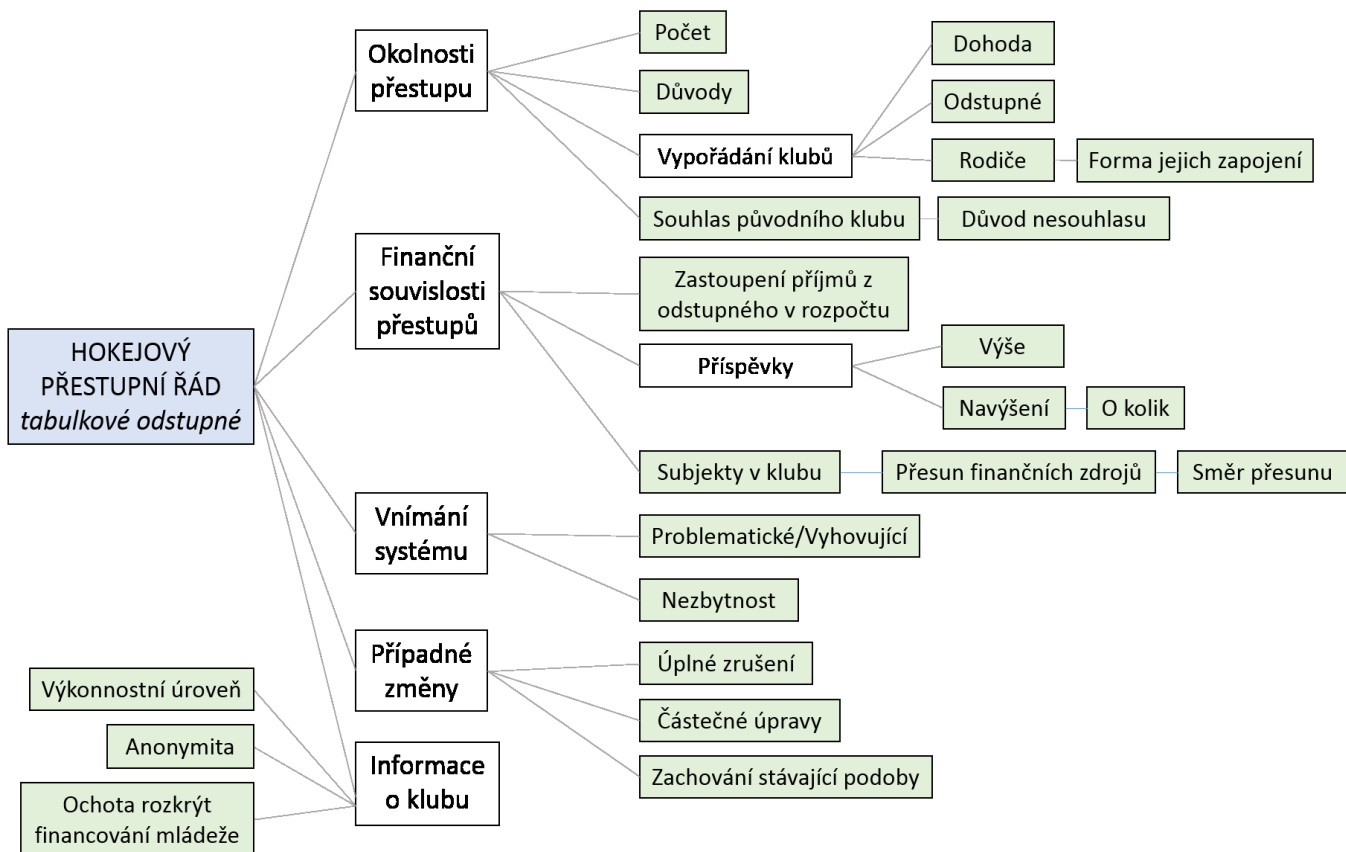 HOKEJOVÝ
PŘESTUPNÍ ŘÁD
tabulkové odstupné
Okolnosti
přestupu
Počet
Důvody
Vypořádání klubů
Dohoda
Odstupné
Rodiče
Forma jejich zapojení
Souhlas původního klubu
Důvod nesouhlasu
Finanční
souvislosti
přestupů
Zastoupení příjmů z
odstupného v rozpočtu
Příspěvky
Výše
Navýšení
O kolik
Subjekty v klubu
Přesun finančních zdrojů
Směr přesunu
Vnímání
systému
Problematické/Vyhovující
Nezbytnost
Případné
změny
Úplné zrušení
Částečné úpravy
Zachování stávající podoby
Informace
o klubu
Výkonnostní úroveň
Anonymita
Ochota rozkrýt
financování mládeže